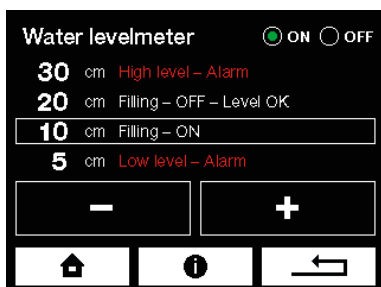 Water levelmeter ON OFF
30 cm High level – Alarm
20 cm Filling – OFF – Level OK
10 cm Filling – ON
5 cm Low level – Alarm
– +